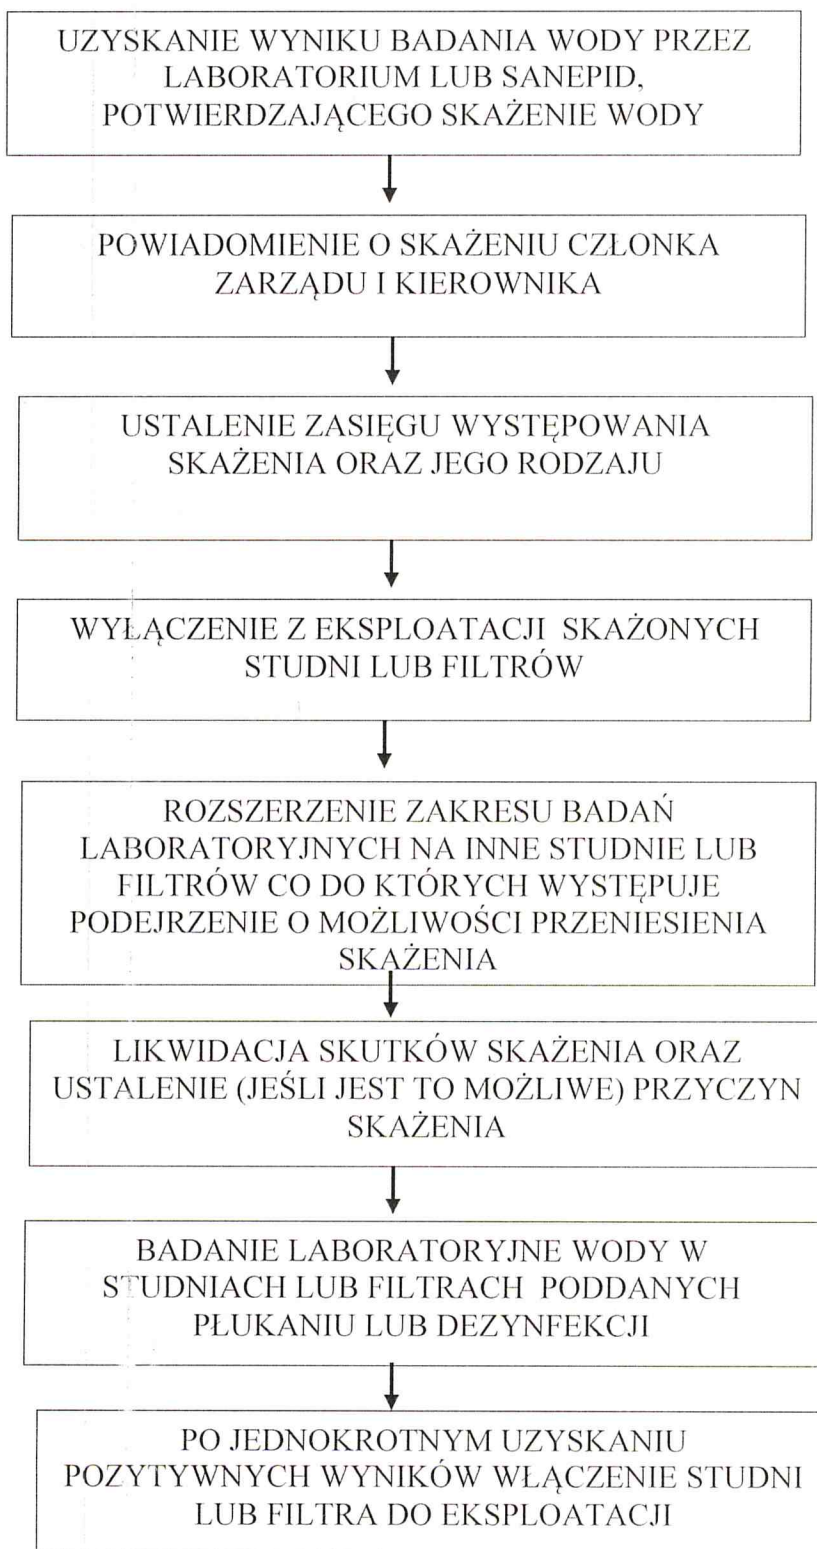 UZYSKANIE WYNIKU BADANIA WODY PRZEZ
LABORATORIUM LUB SANEPID,
POTWIERDZAJĄCEGO SKAŻENIE WODY
POWIADOMIENIE O SKAŻENIU CZŁONKA
ZARZĄDU I KIEROWNIKA
USTALENIE ZASIĘGU WYSTĘPOWANIA
SKAŻENIA ORAZ JEGO RODZAJU
WYŁĄCZENIE Z EKSPLOATACJI SKAŻONYCH
STUDNI LUB FILTRÓW
ROZSZERZENIE ZAKRESU BADAŃ
LABORATORYJNYCH NA INNE STUDNIE LUB
FILTRÓW CO DO KTÓRYCH WYSTĘPUJE
PODEJRZENIE O MOŻLIWOŚCI PRZENIESIENIA
SKAŻENIA
LIKWIDACJA SKUTKÓW SKAŻENIA ORAZ
USTALENIE (JEŚLI JEST TO MOŻLIWE) PRZYCZYN
SKAŻENIA
BADANIE LABORATORYJNE WODY W
STUDNIACH LUB FILTRACH PODDANYCH
PŁUKANIU LUB DEZYNFEKCJI
PO JEDNOKROTNYM UZYSKANIU
POZYTYWNYCH WYNIKÓW WŁĄCZENIE STUDNI
LUB FILTRA DO EKSPLOATACJI